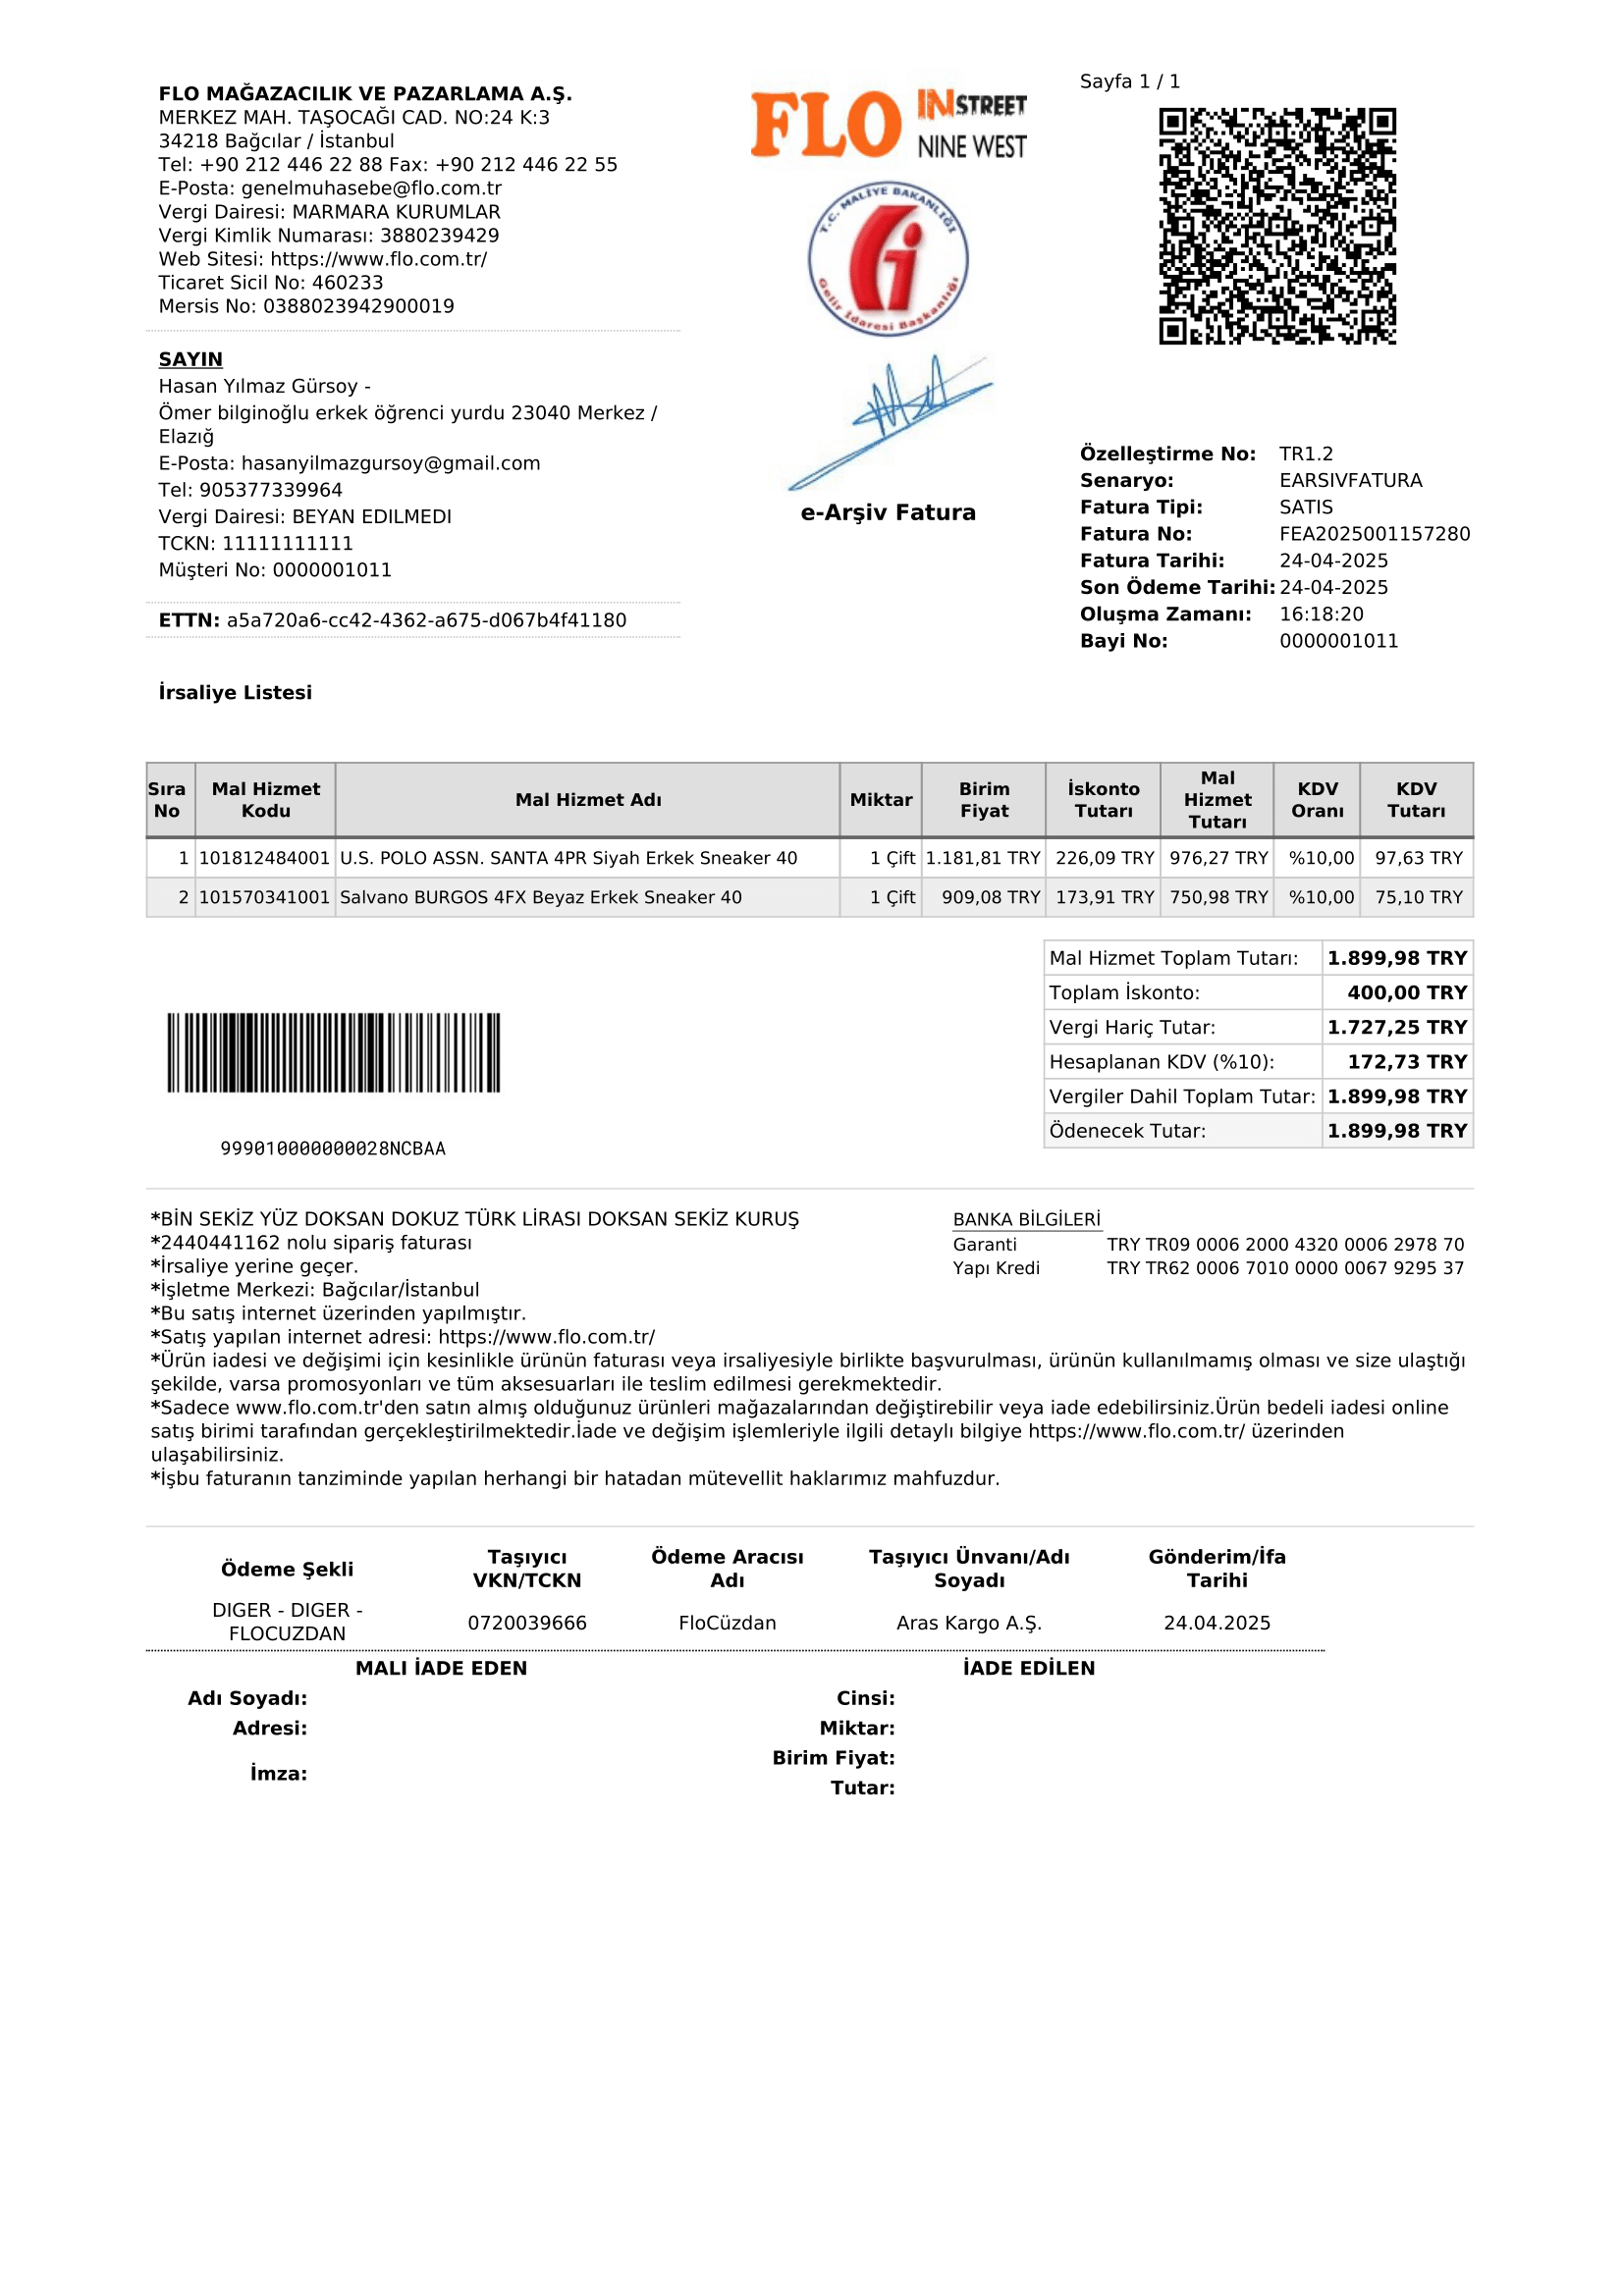 Sayfa 1 / 1
FLO MAĞAZACILIK VE PAZARLAMA A.Ş.
MERKEZ MAH. TAŞOCAĞI CAD. NO:24 K:3
34218 Bağcılar / İstanbul
Tel: +90 212 446 22 88 Fax: +90 212 446 22 55
E-Posta: genelmuhasebe@flo.com.tr
Vergi Dairesi: MARMARA KURUMLAR
Vergi Kimlik Numarası: 3880239429
Web Sitesi: https://www.flo.com.tr/
Ticaret Sicil No: 460233
Mersis No: 0388023942900019
FLO INSTREET
NINE WEST
T.C. MALİYE BAKANLIĞI
Gelir İdaresi Başkanlığı
SAYIN
Hasan Yılmaz Gürsoy -
Ömer bilginoğlu erkek öğrenci yurdu 23040 Merkez /
Elazığ
E-Posta: hasanyilmazgursoy@gmail.com
Tel: 905377339964
Vergi Dairesi: BEYAN EDILMEDI
TCKN: 11111111111
Müşteri No: 0000001011
e-Arşiv Fatura
Özelleştirme No: TR1.2
Senaryo: EARSIVFATURA
Fatura Tipi: SATIS
Fatura No: FEA2025001157280
Fatura Tarihi: 24-04-2025
Son Ödeme Tarihi: 24-04-2025
Oluşma Zamanı: 16:18:20
Bayi No: 0000001011
ETTN: a5a720a6-cc42-4362-a675-d067b4f41180
İrsaliye Listesi
Sıra No Mal Hizmet Kodu Mal Hizmet Adı Miktar Birim Fiyat İskonto Tutarı Mal Hizmet Tutarı KDV Oranı KDV Tutarı
1 101812484001 U.S. POLO ASSN. SANTA 4PR Siyah Erkek Sneaker 40 1 Çift 1.181,81 TRY 226,09 TRY 976,27 TRY %10,00 97,63 TRY
2 101570341001 Salvano BURGOS 4FX Beyaz Erkek Sneaker 40 1 Çift 909,08 TRY 173,91 TRY 750,98 TRY %10,00 75,10 TRY
Mal Hizmet Toplam Tutarı: 1.899,98 TRY
Toplam İskonto: 400,00 TRY
Vergi Hariç Tutar: 1.727,25 TRY
Hesaplanan KDV (%10): 172,73 TRY
Vergiler Dahil Toplam Tutar: 1.899,98 TRY
Ödenecek Tutar: 1.899,98 TRY
999010000000028NCBAA
*BİN SEKİZ YÜZ DOKSAN DOKUZ TÜRK LİRASI DOKSAN SEKİZ KURUŞ
*2440441162 nolu sipariş faturası
*İrsaliye yerine geçer.
*İşletme Merkezi: Bağcılar/İstanbul
*Bu satış internet üzerinden yapılmıştır.
*Satış yapılan internet adresi: https://www.flo.com.tr/
*Ürün iadesi ve değişimi için kesinlikle ürünün faturası veya irsaliyesiyle birlikte başvurulması, ürünün kullanılmamış olması ve size ulaştığı
şekilde, varsa promosyonları ve tüm aksesuarları ile teslim edilmesi gerekmektedir.
*Sadece www.flo.com.tr'den satın almış olduğunuz ürünleri mağazalarından değiştirebilir veya iade edebilirsiniz.Ürün bedeli iadesi online
satış birimi tarafından gerçekleştirilmektedir.İade ve değişim işlemleriyle ilgili detaylı bilgiye https://www.flo.com.tr/ üzerinden
ulaşabilirsiniz.
*İşbu faturanın tanziminde yapılan herhangi bir hatadan mütevellit haklarımız mahfuzdur.
BANKA BİLGİLERİ
Garanti TRY TR09 0006 2000 4320 0006 2978 70
Yapı Kredi TRY TR62 0006 7010 0000 0067 9295 37
Ödeme Şekli Taşıyıcı VKN/TCKN Ödeme Aracısı Adı Taşıyıcı Ünvanı/Adı Soyadı Gönderim/İfa Tarihi
DIGER - DIGER - FLOCUZDAN 0720039666 FloCüzdan Aras Kargo A.Ş. 24.04.2025
MALI İADE EDEN İADE EDİLEN
Adı Soyadı: Cinsi:
Adresi: Miktar:
Birim Fiyat:
İmza:
Tutar: